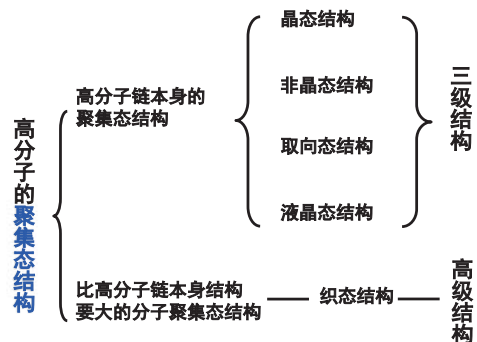 高分子的聚集态结构
高分子链本身的
聚集态结构
晶态结构
非晶态结构
取向态结构
液晶态结构
三级结构
比高分子链本身结构
要大的分子聚集态结构
织态结构
高级结构